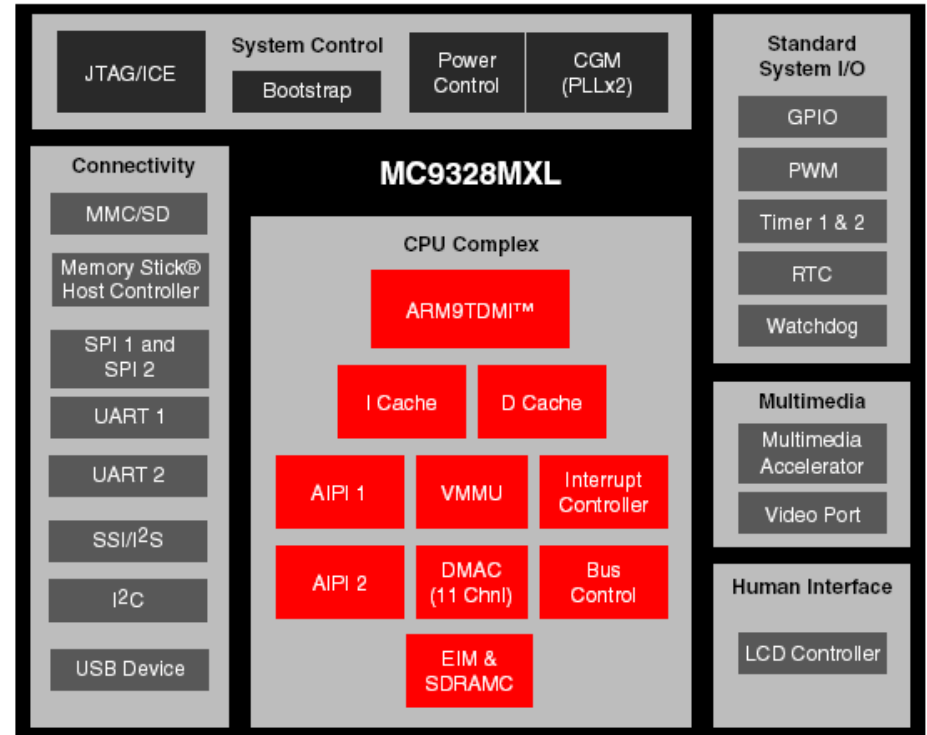 System Control
JTAG/ICE
Bootstrap
Power
Control
CGM
(PLLx2)
Standard
System I/O
GPIO
PWM
Timer 1 & 2
RTC
Watchdog
Connectivity
MMC/SD
Memory Stick®
Host Controller
SPI 1 and
SPI 2
UART 1
UART 2
SSI/I²S
I²C
USB Device
MC9328MXL
CPU Complex
ARM9TDMI™
I Cache
D Cache
AIPI 1
VMMU
Interrupt
Controller
AIPI 2
DMAC
(11 Chnl)
Bus
Control
EIM &
SDRAMC
Multimedia
Multimedia
Accelerator
Video Port
Human Interface
LCD Controller